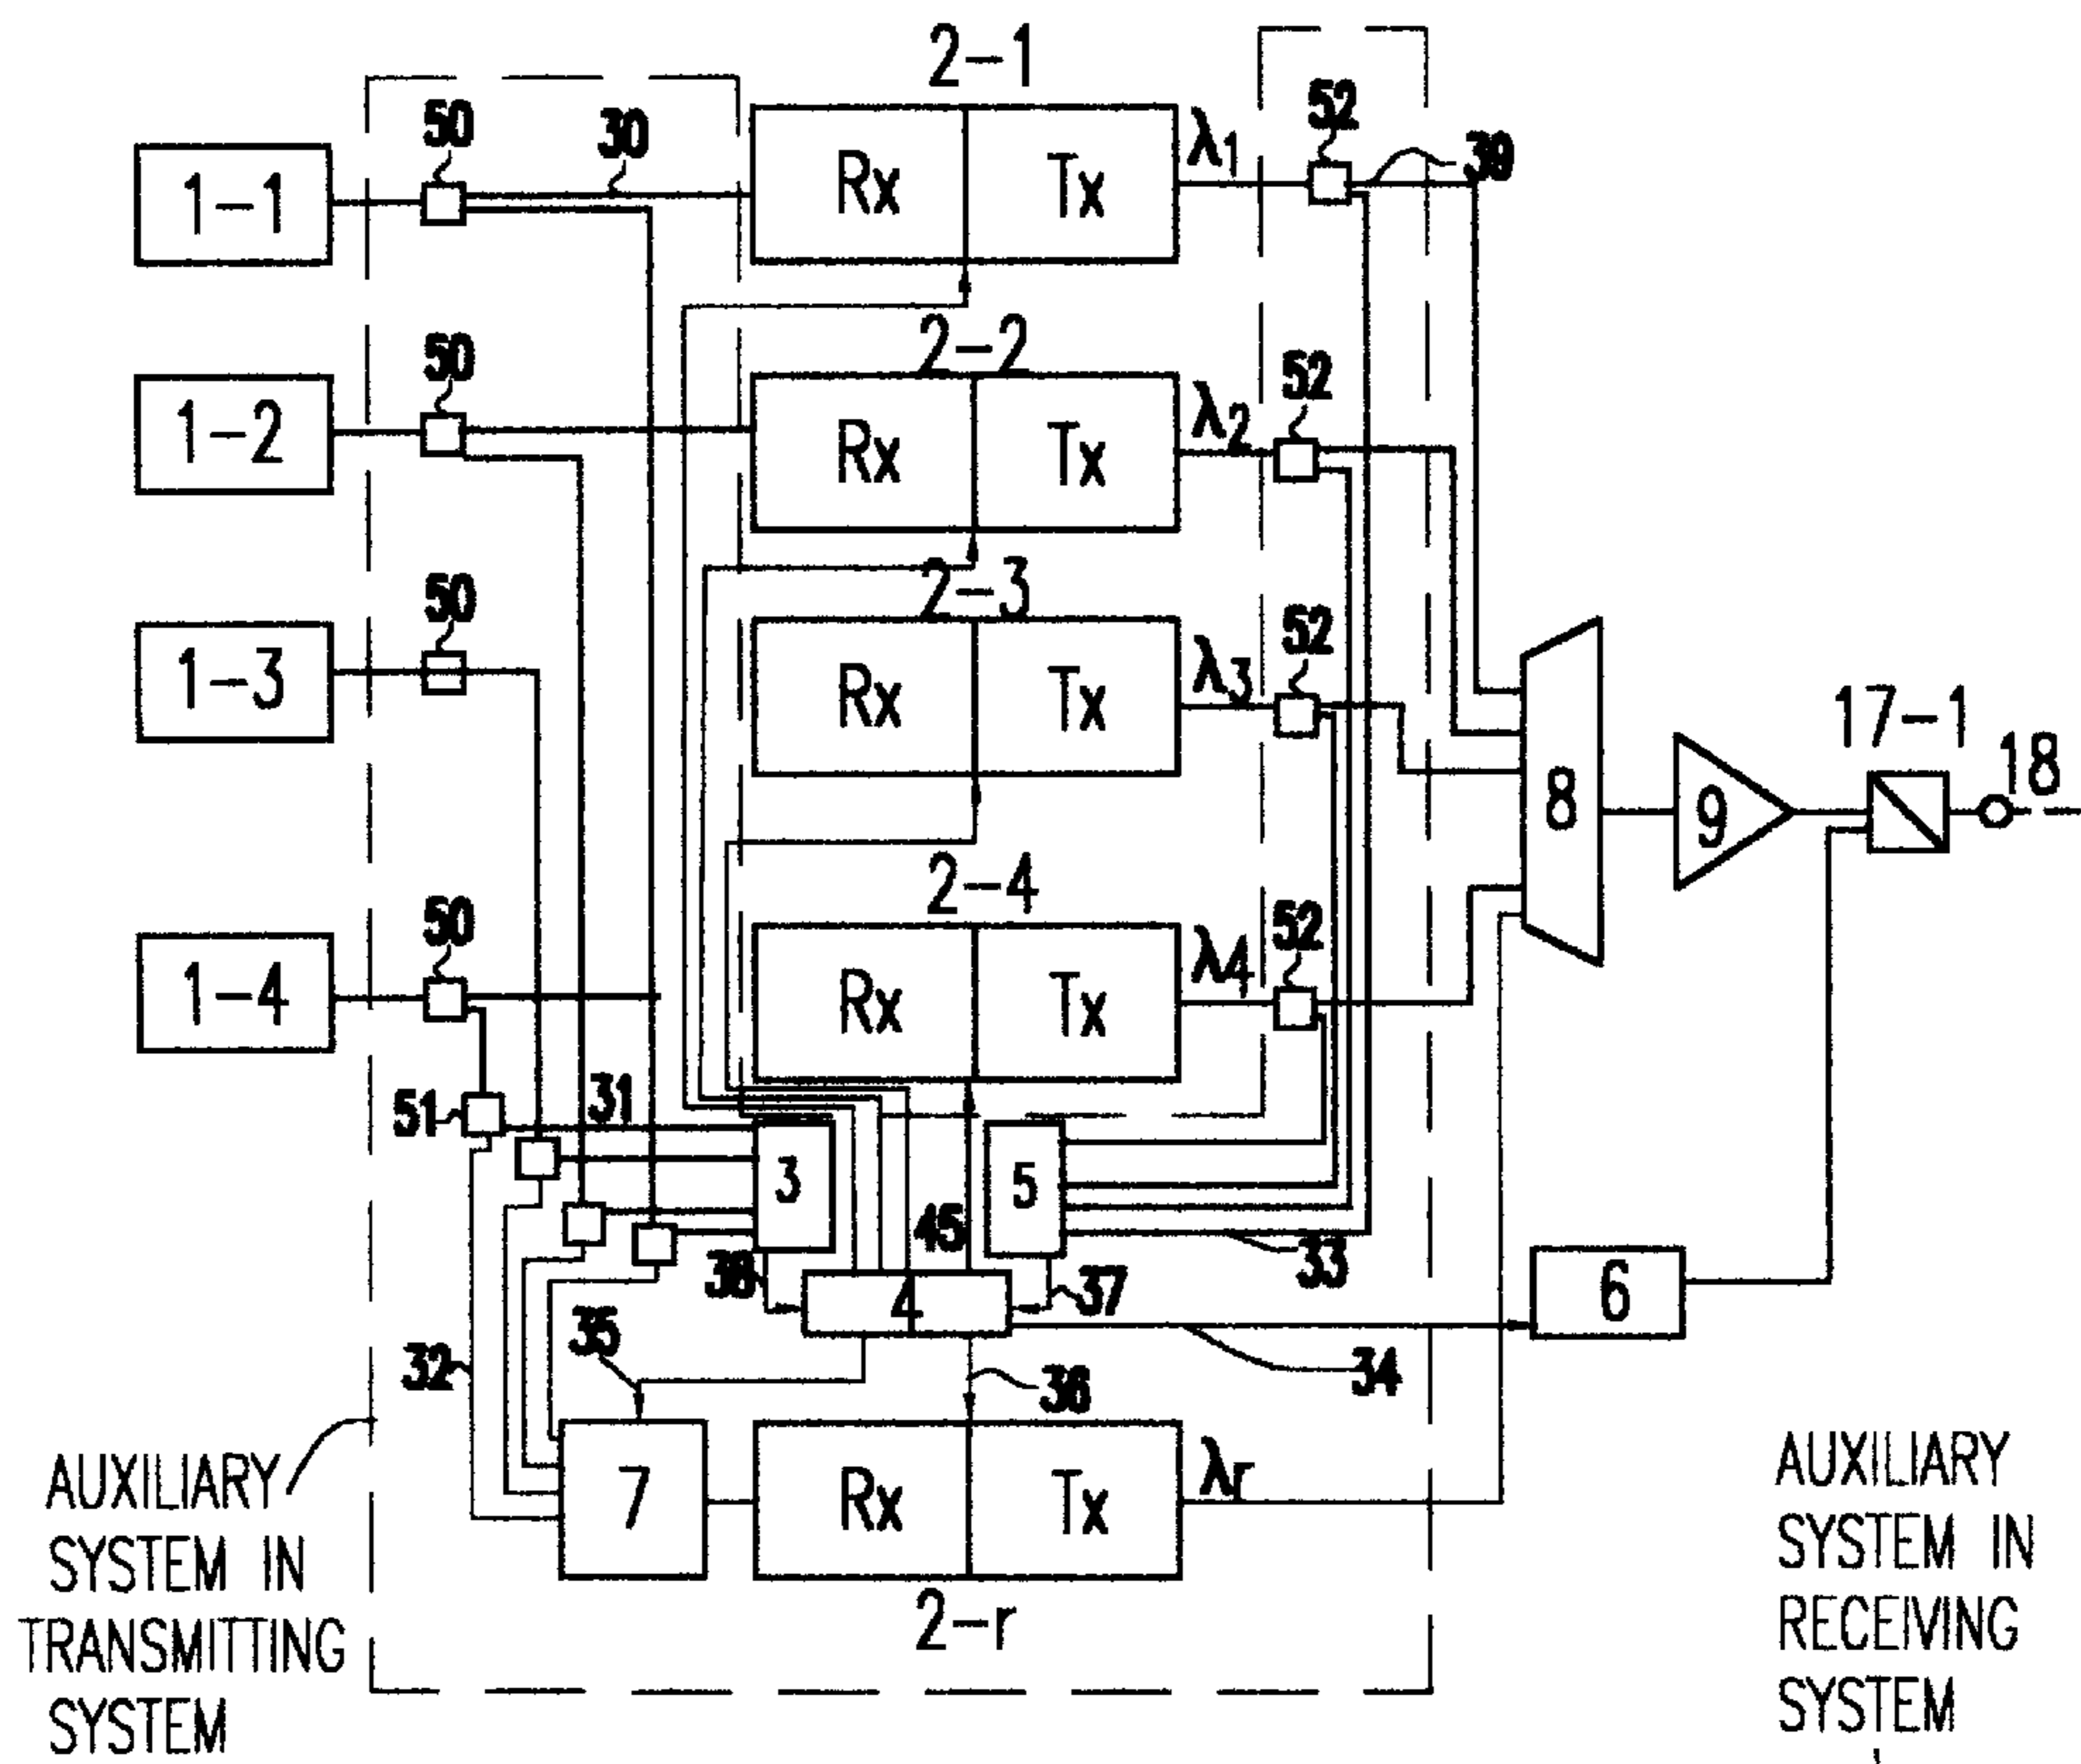 2-1
50
30
λ1
52
39
1-1
Rx
Tx
2-2
50
λ2
52
1-2
Rx
Tx
2-3
50
λ3
52
1-3
Rx
Tx
17-1
18
8
9
2-4
50
λ4
52
1-4
Rx
Tx
51
31
3
5
45
38
37
33
6
4
35
32
36
34
7
Rx
Tx
λr
2-r
AUXILIARY
SYSTEM IN
TRANSMITTING
SYSTEM
AUXILIARY
SYSTEM IN
RECEIVING
SYSTEM